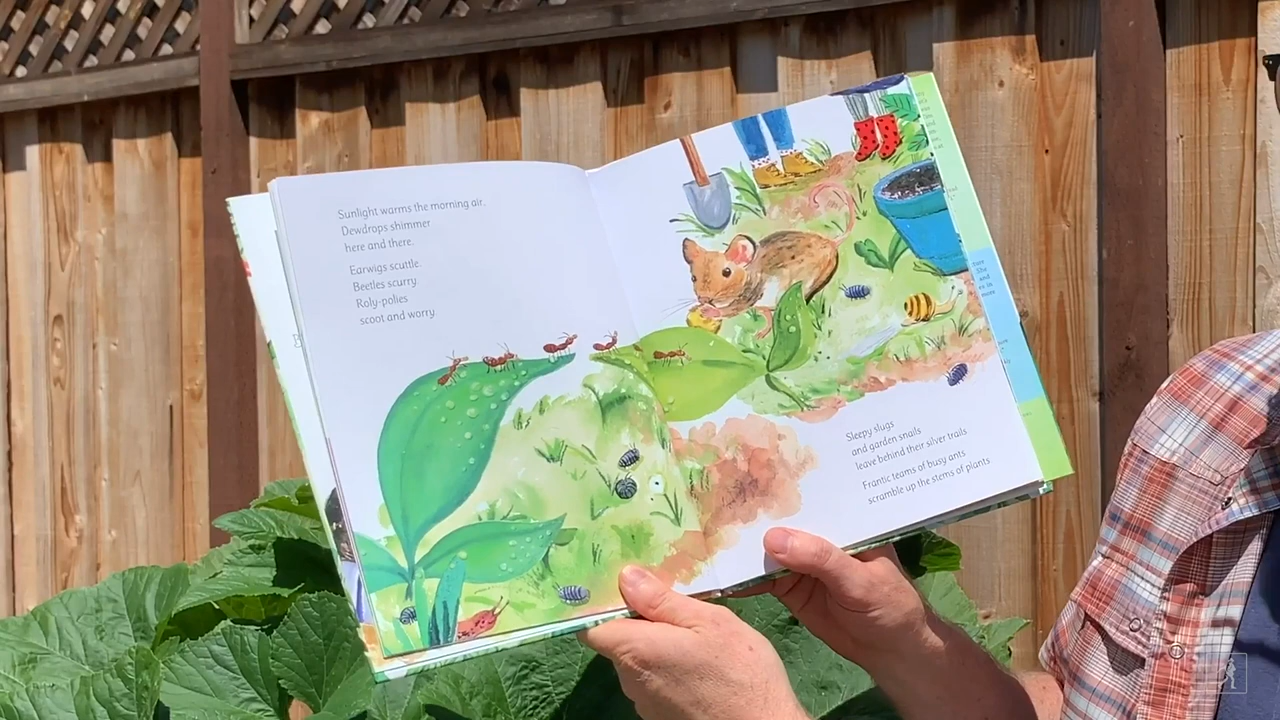 Sunlight warms the morning air.
Dewdrops shimmer
here and there.
Earwigs scuttle.
Beetles scurry
Roly-polies
scoot and worry
Sleepy slugs
and garden snails
leave behind their silver trails
Frantic teams of busy ants
scramble up the stems of plants